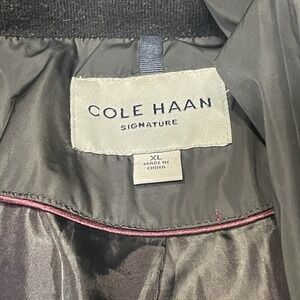 COLE HAAN
SIGNATURE
XL
MADE IN
CHINA